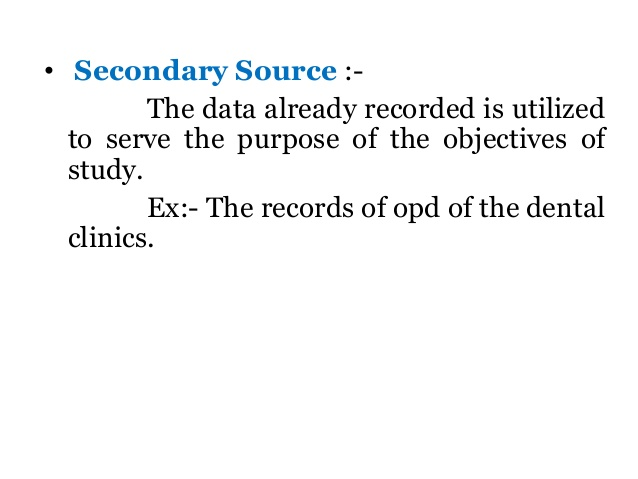 • Secondary Source :-
The data already recorded is utilized
to serve the purpose of the objectives of
study.
Ex:- The records of opd of the dental
clinics.